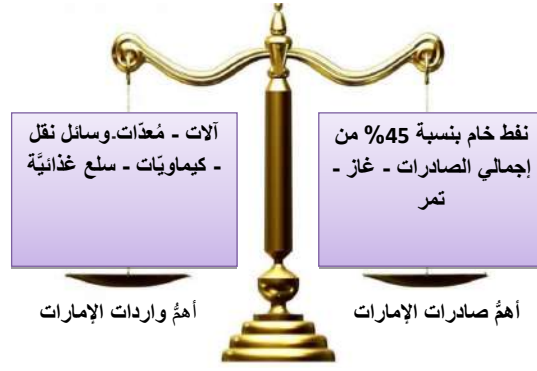 نفط خام بنسبة 45% من
إجمالي الصادرات - غاز -
تمر
آلات - مُعدّات.وسائل نقل
- كيماويّات - سلع غذائيَّة
أهمُّ صادرات الإمارات
أهمُّ واردات الإمارات